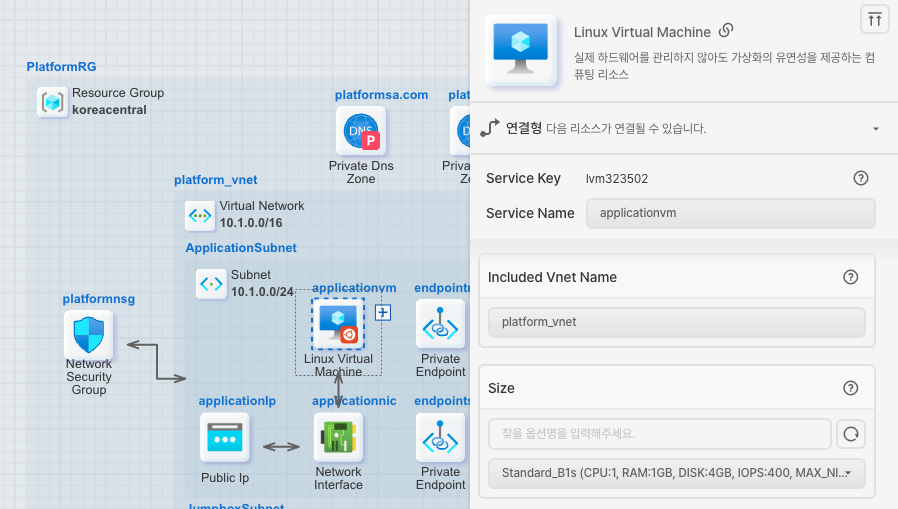 PlatformRG
Resource Group
koreacentral
platformsa.com
DNS
P
Private Dns
Zone
platform_vnet
Virtual Network
10.1.0.0/16
ApplicationSubnet
Subnet
10.1.0.0/24
platformnsg
Network
Security
Group
applicationvm
Linux Virtual
Machine
Private
Endpoint
applicationIp
Public Ip
applicationnic
Network
Interface
Private
Endpoint
JumpboxSubnet
Linux Virtual Machine
실제 하드웨어를 관리하지 않아도 가상화의 유연성을 제공하는 컴
퓨팅 리소스
연결형 다음 리소스가 연결될 수 있습니다.
Service Key lvm323502
Service Name applicationvm
Included Vnet Name
platform_vnet
Size
찾을 옵션명을 입력해주세요.
Standard_B1s (CPU:1, RAM:1GB, DISK:4GB, IOPS:400, MAX_NI...